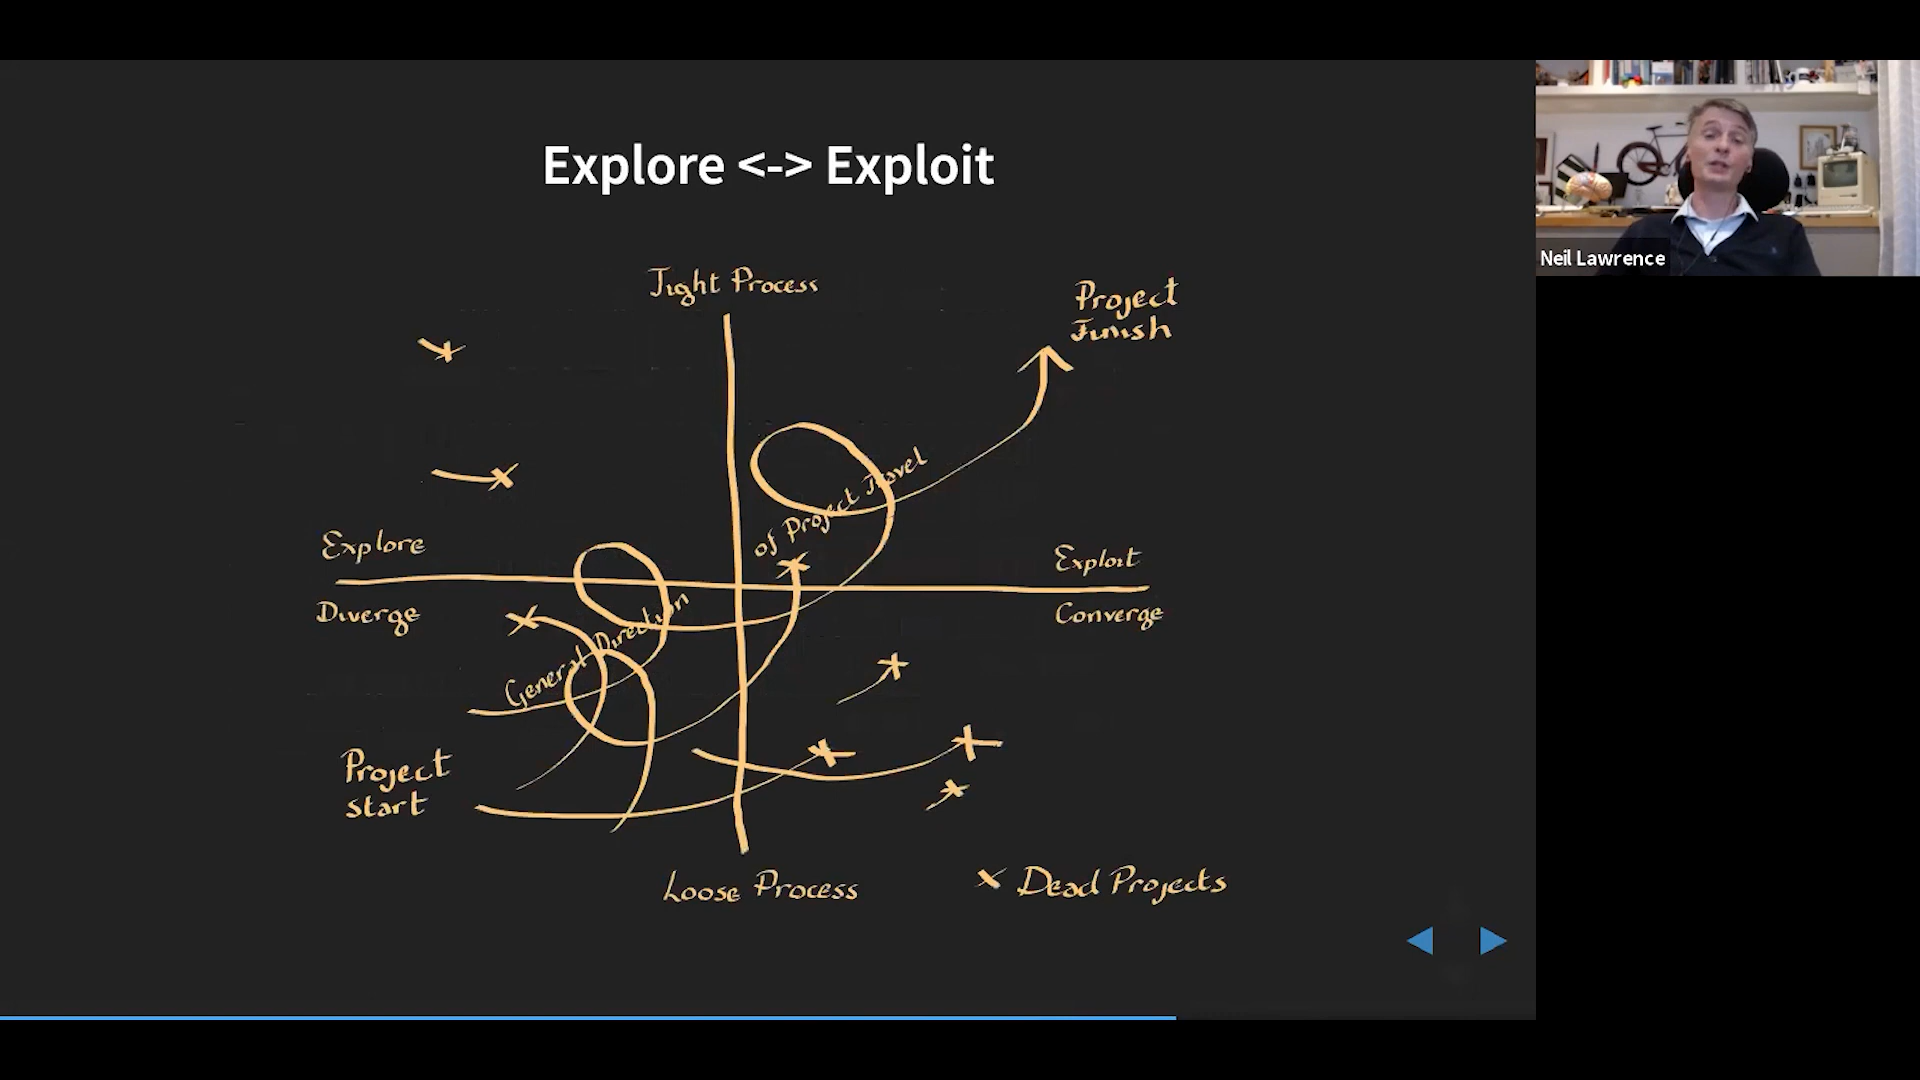 Explore <-> Exploit
Neil Lawrence
Tight Process
Project
Finish
of Project Travel
Explore
Exploit
Diverge
Converge
General Direction
Project
Start
Loose Process
x Dead Projects